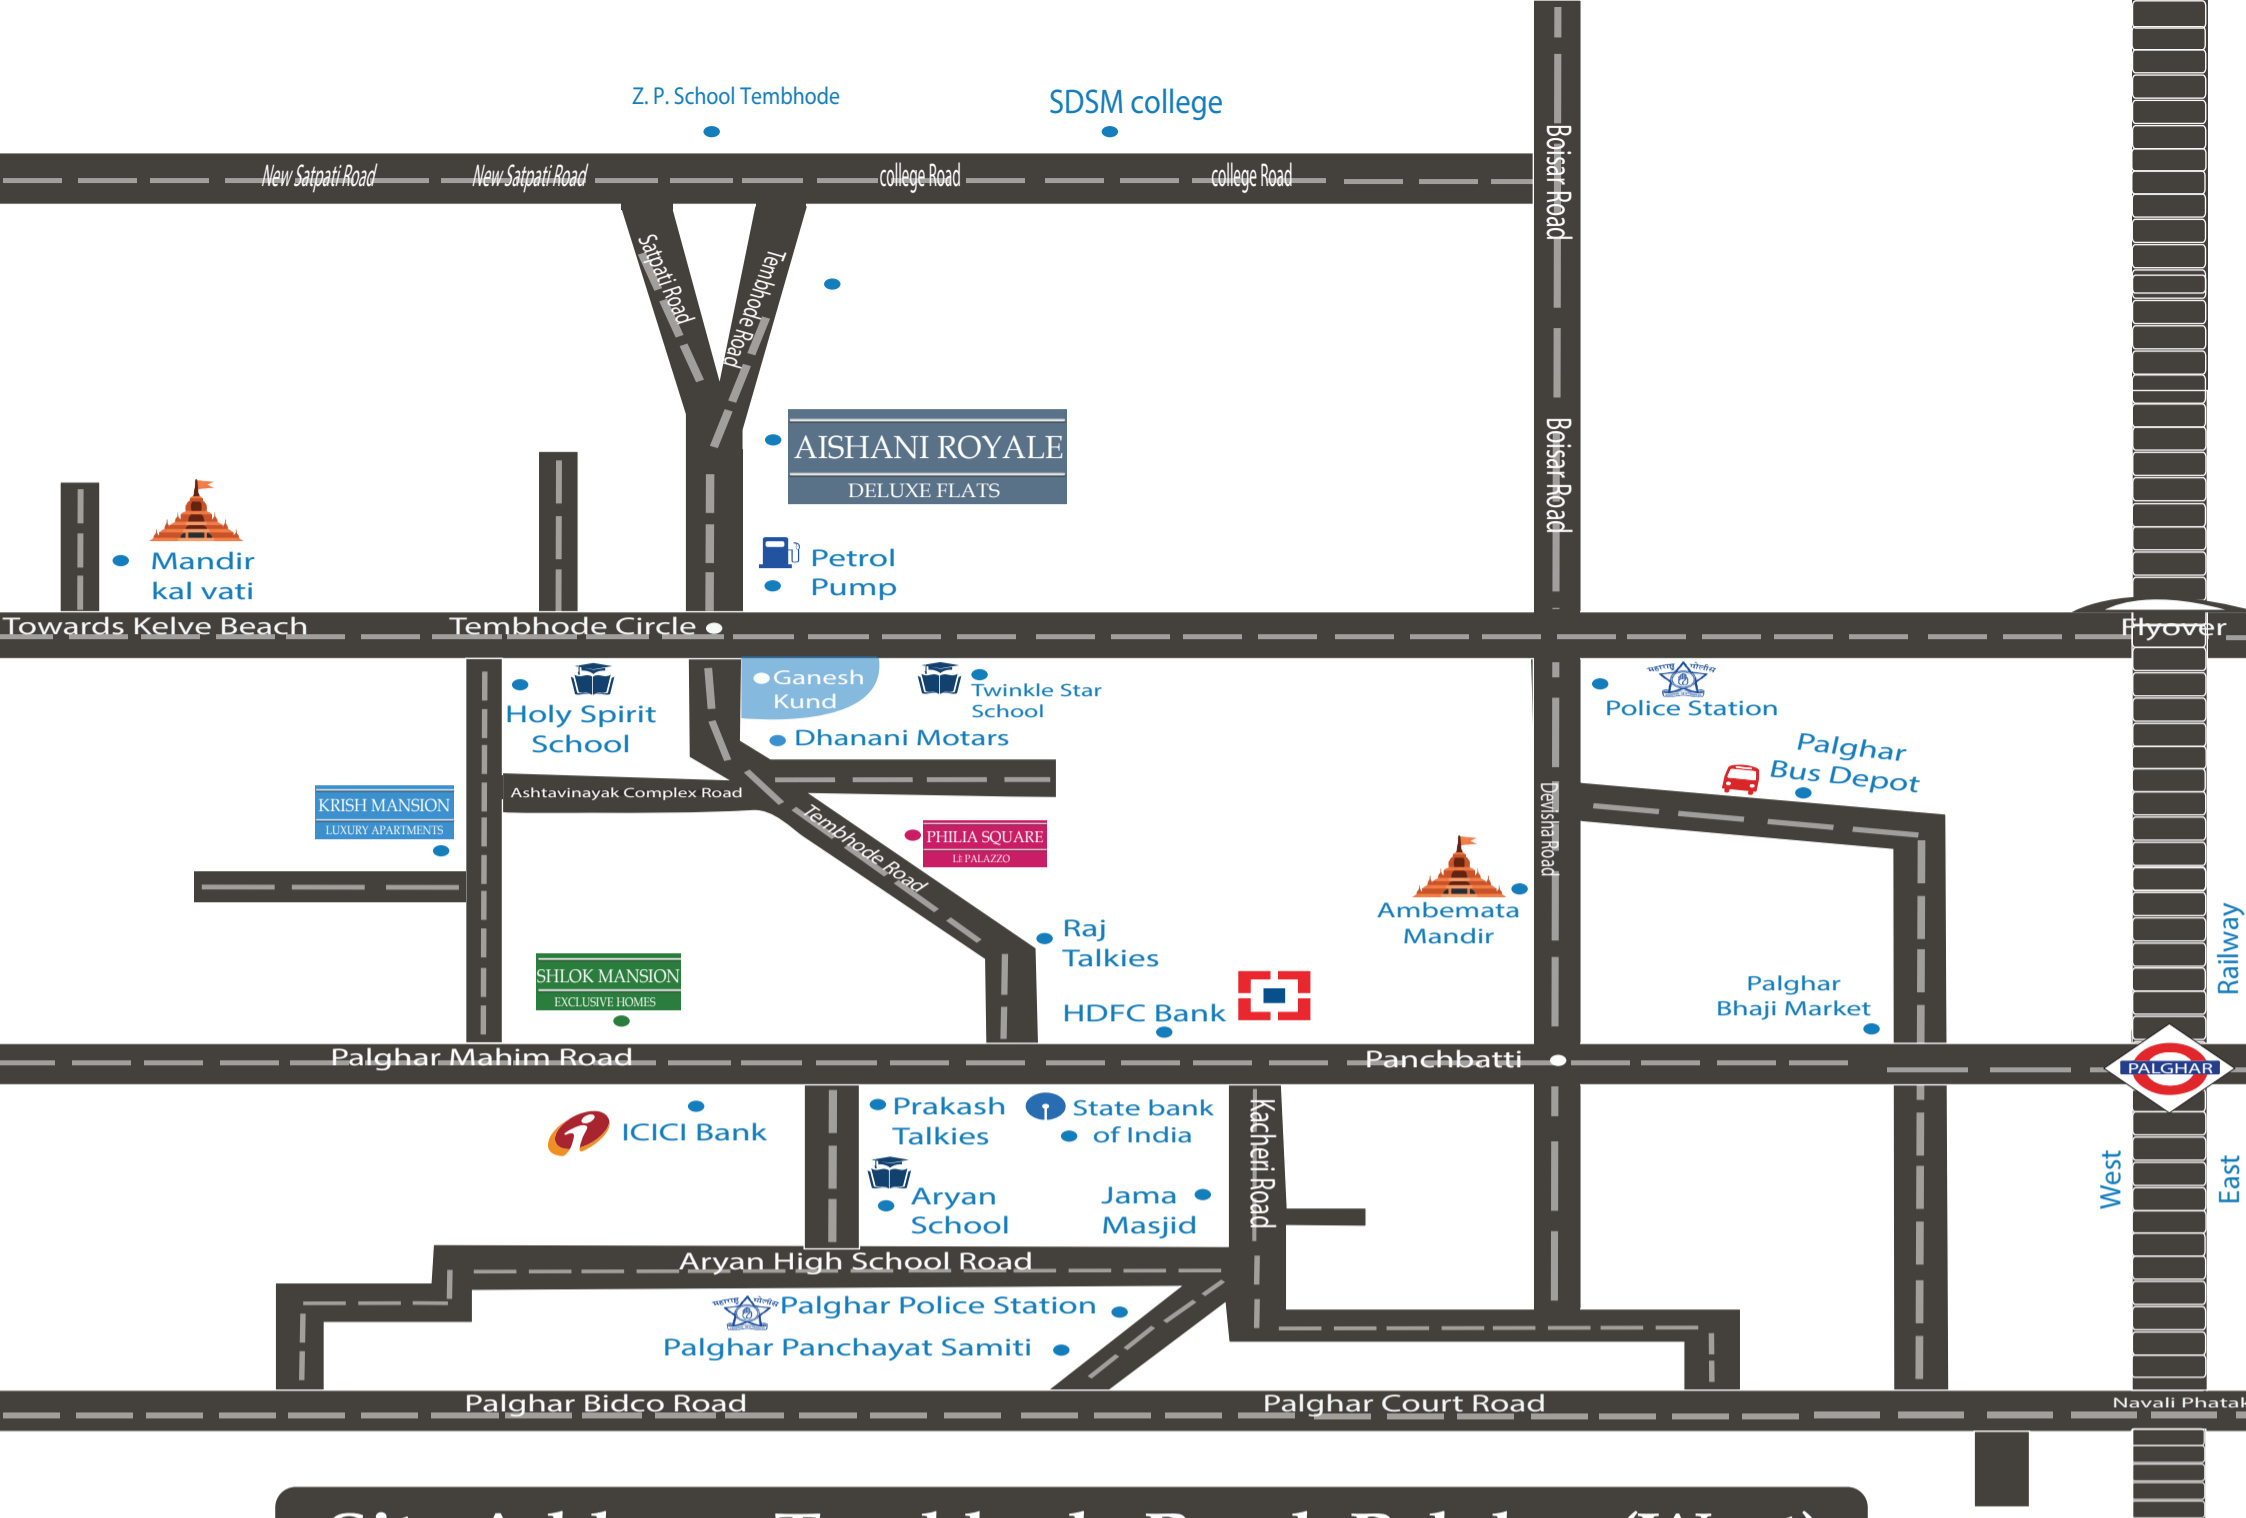 Z. P. School Tembhode
SDSM college
New Satpati Road
New Satpati Road
college Road
college Road
Boisar Road
Satpati Road
Tembhode Road
AISHANI ROYALE
DELUXE FLATS
Boisar Road
Mandir
kal vati
Petrol
Pump
Towards Kelve Beach
Tembhode Circle
Flyover
Holy Spirit
School
Ganesh
Kund
Twinkle Star
School
Dhanani Motars
महाराष्ट्र पोलीस
Police Station
Palghar
Bus Depot
KRISH MANSION
LUXURY APARTMENTS
Ashtavinayak Complex Road
Tembhode Road
PHILIA SQUARE
Lé PALAZZO
Devisha Road
Ambemata
Mandir
Raj
Talkies
Railway
SHLOK MANSION
EXCLUSIVE HOMES
HDFC Bank
Palghar
Bhaji Market
Palghar Mahim Road
Panchbatti
PALGHAR
ICICI Bank
Prakash
Talkies
State bank
of India
Kacheri Road
Aryan
School
Jama
Masjid
West
East
Aryan High School Road
महाराष्ट्र पोलीस
Palghar Police Station
Palghar Panchayat Samiti
Palghar Bidco Road
Palghar Court Road
Navali Phatak